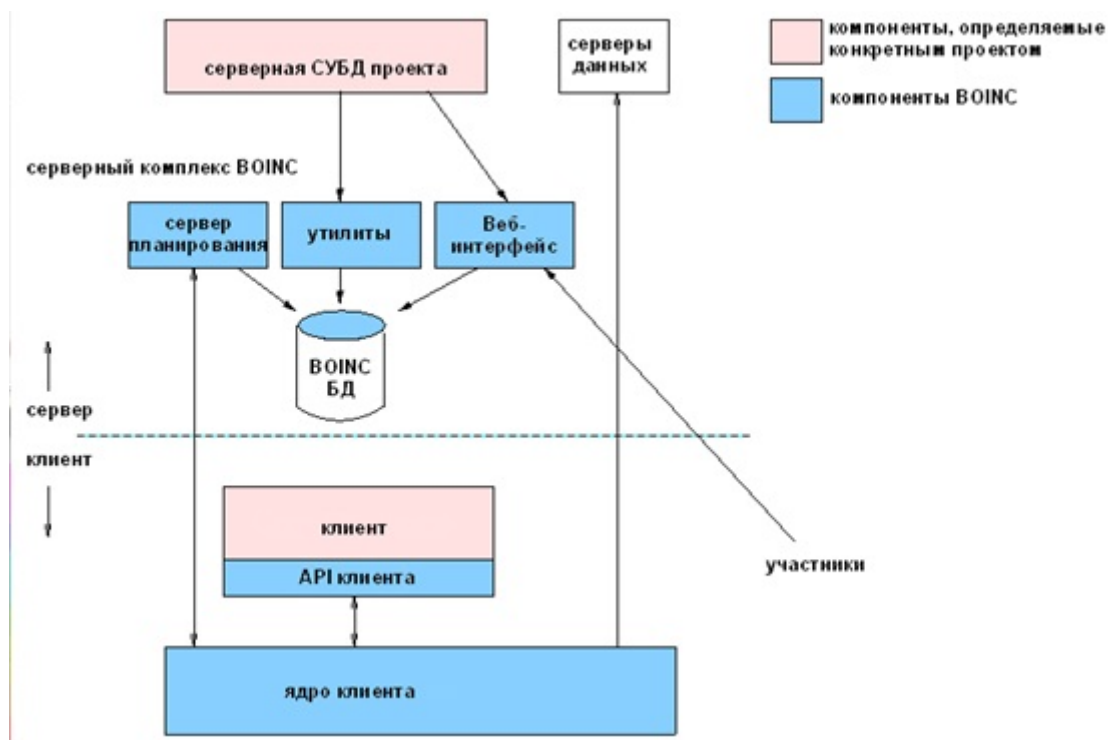 серверная СУБД проекта
серверы
данных
компоненты, определяемые
конкретным проектом
компоненты BOINC
серверный комплекс BOINC
сервер
планирования
утилиты
Веб-
интерфейс
BOINC
БД
сервер
клиент
клиент
API клиента
участники
ядро клиента